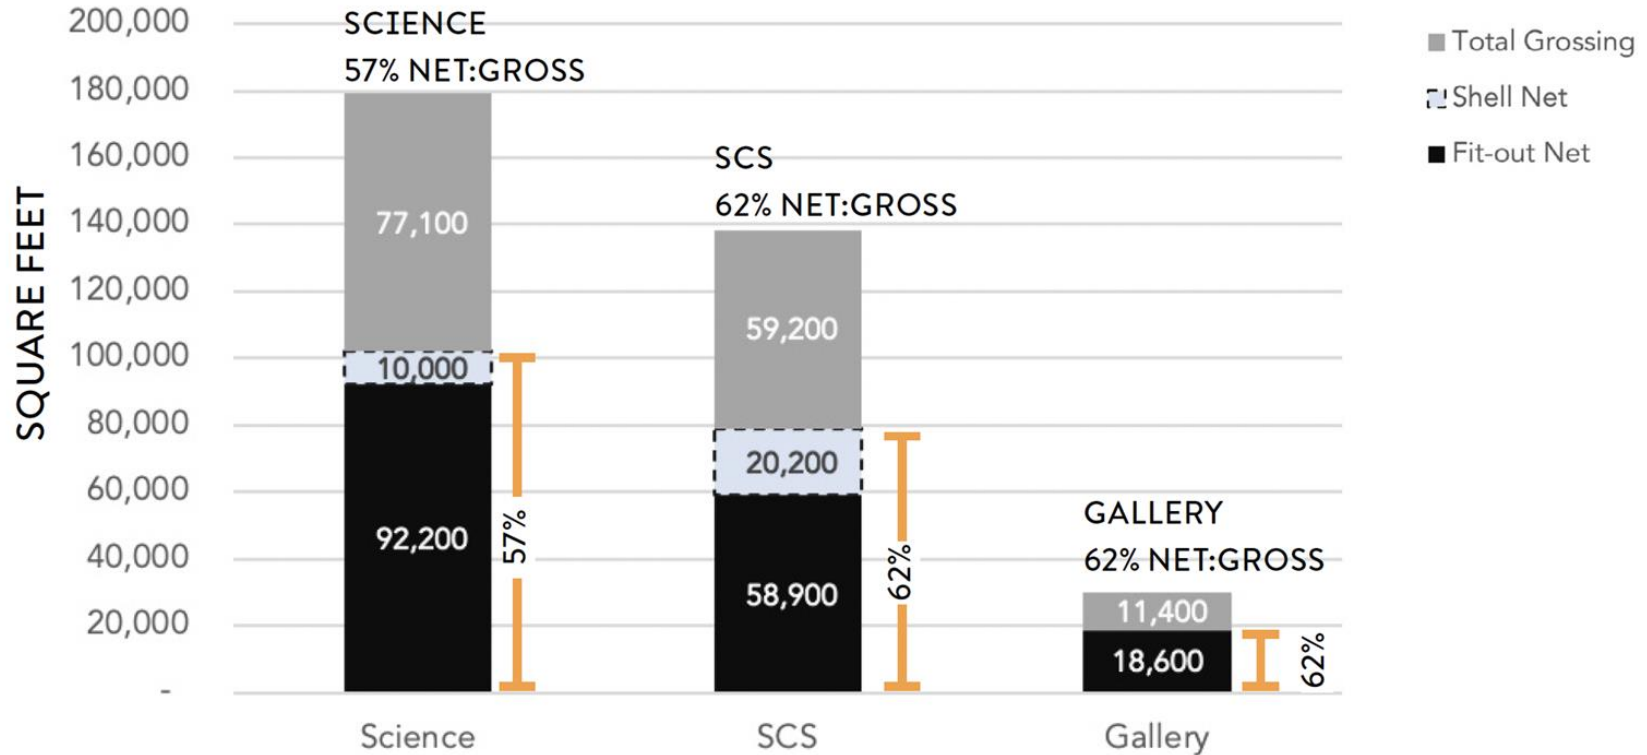 200,000
180,000
160,000
140,000
120,000
100,000
80,000
60,000
40,000
20,000
-
SQUARE FEET
SCIENCE
57% NET:GROSS
77,100
10,000
92,200
57%
Science
SCS
62% NET:GROSS
59,200
20,200
58,900
62%
SCS
GALLERY
62% NET:GROSS
11,400
18,600
62%
Gallery
Total Grossing
Shell Net
Fit-out Net